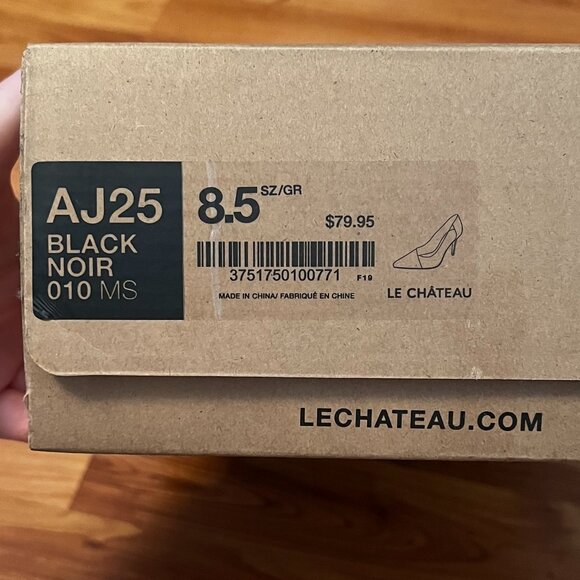 AJ25
BLACK
NOIR
010 MS
8.5 SZ/GR
$79.95
3751750100771 F19
MADE IN CHINA/ FABRIQUÉ EN CHINE
LE CHÂTEAU
LECHATEAU.COM